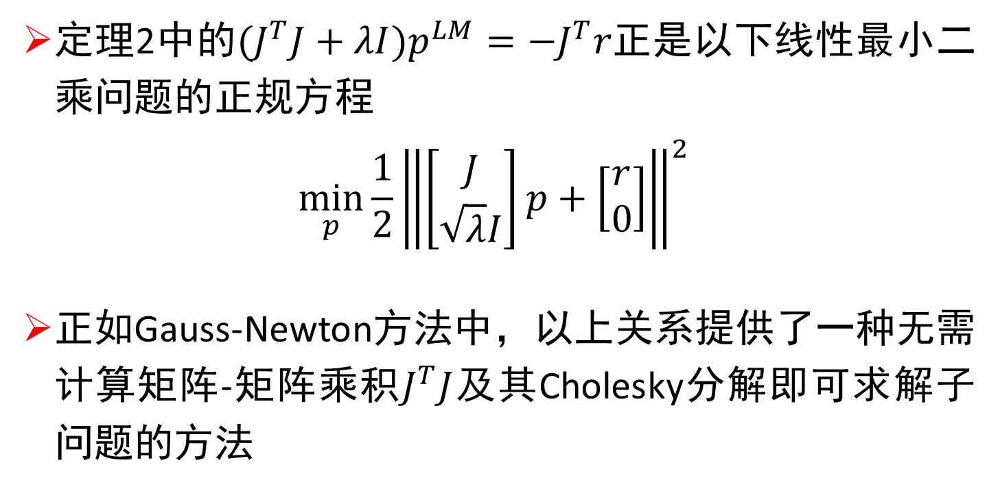 ➢定理2中的$(J^TJ + \lambda I)p^{LM} = -J^Tr$正是以下线性最小二
乘问题的正规方程
$\min_{p} \frac{1}{2} \left\| \begin{bmatrix} J \\ \sqrt{\lambda} I \end{bmatrix} p + \begin{bmatrix} r \\ 0 \end{bmatrix} \right\|^2$
➢正如Gauss-Newton方法中，以上关系提供了一种无需
计算矩阵-矩阵乘积$J^TJ$及其Cholesky分解即可求解子
问题的方法